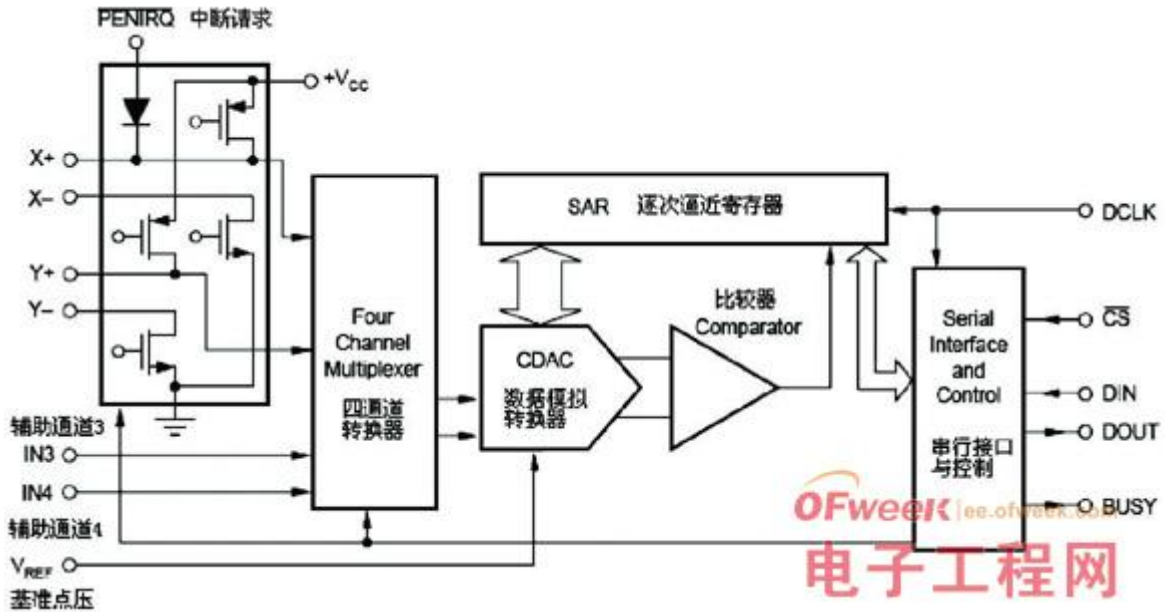 PENIRQ 中断请求
+VCC
X+
X−
Y+
Y−
辅助通道3
IN3
IN4
辅助通道4
VREF
基准点压
Four
Channel
Multiplexer
四通道
转换器
SAR 逐次逼近寄存器
CDAC
数据模拟
转换器
比较器
Comparator
Serial
Interface
and
Control
串行接口
与控制
DCLK
CS
DIN
DOUT
BUSY
OFweek ee.ofweek.com
电子工程网